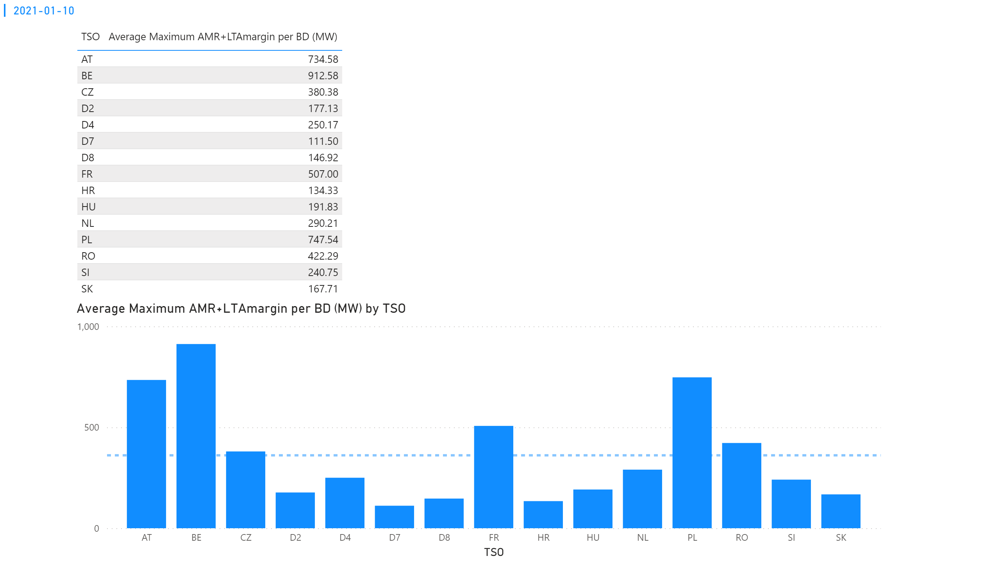 2021-01-10
TSO Average Maximum AMR+LTAmargin per BD (MW)
AT 734.58
BE 912.58
CZ 380.38
D2 177.13
D4 250.17
D7 111.50
D8 146.92
FR 507.00
HR 134.33
HU 191.83
NL 290.21
PL 747.54
RO 422.29
SI 240.75
SK 167.71
Average Maximum AMR+LTAmargin per BD (MW) by TSO
1,000
500
0
AT BE CZ D2 D4 D7 D8 FR HR HU NL PL RO SI SK
TSO